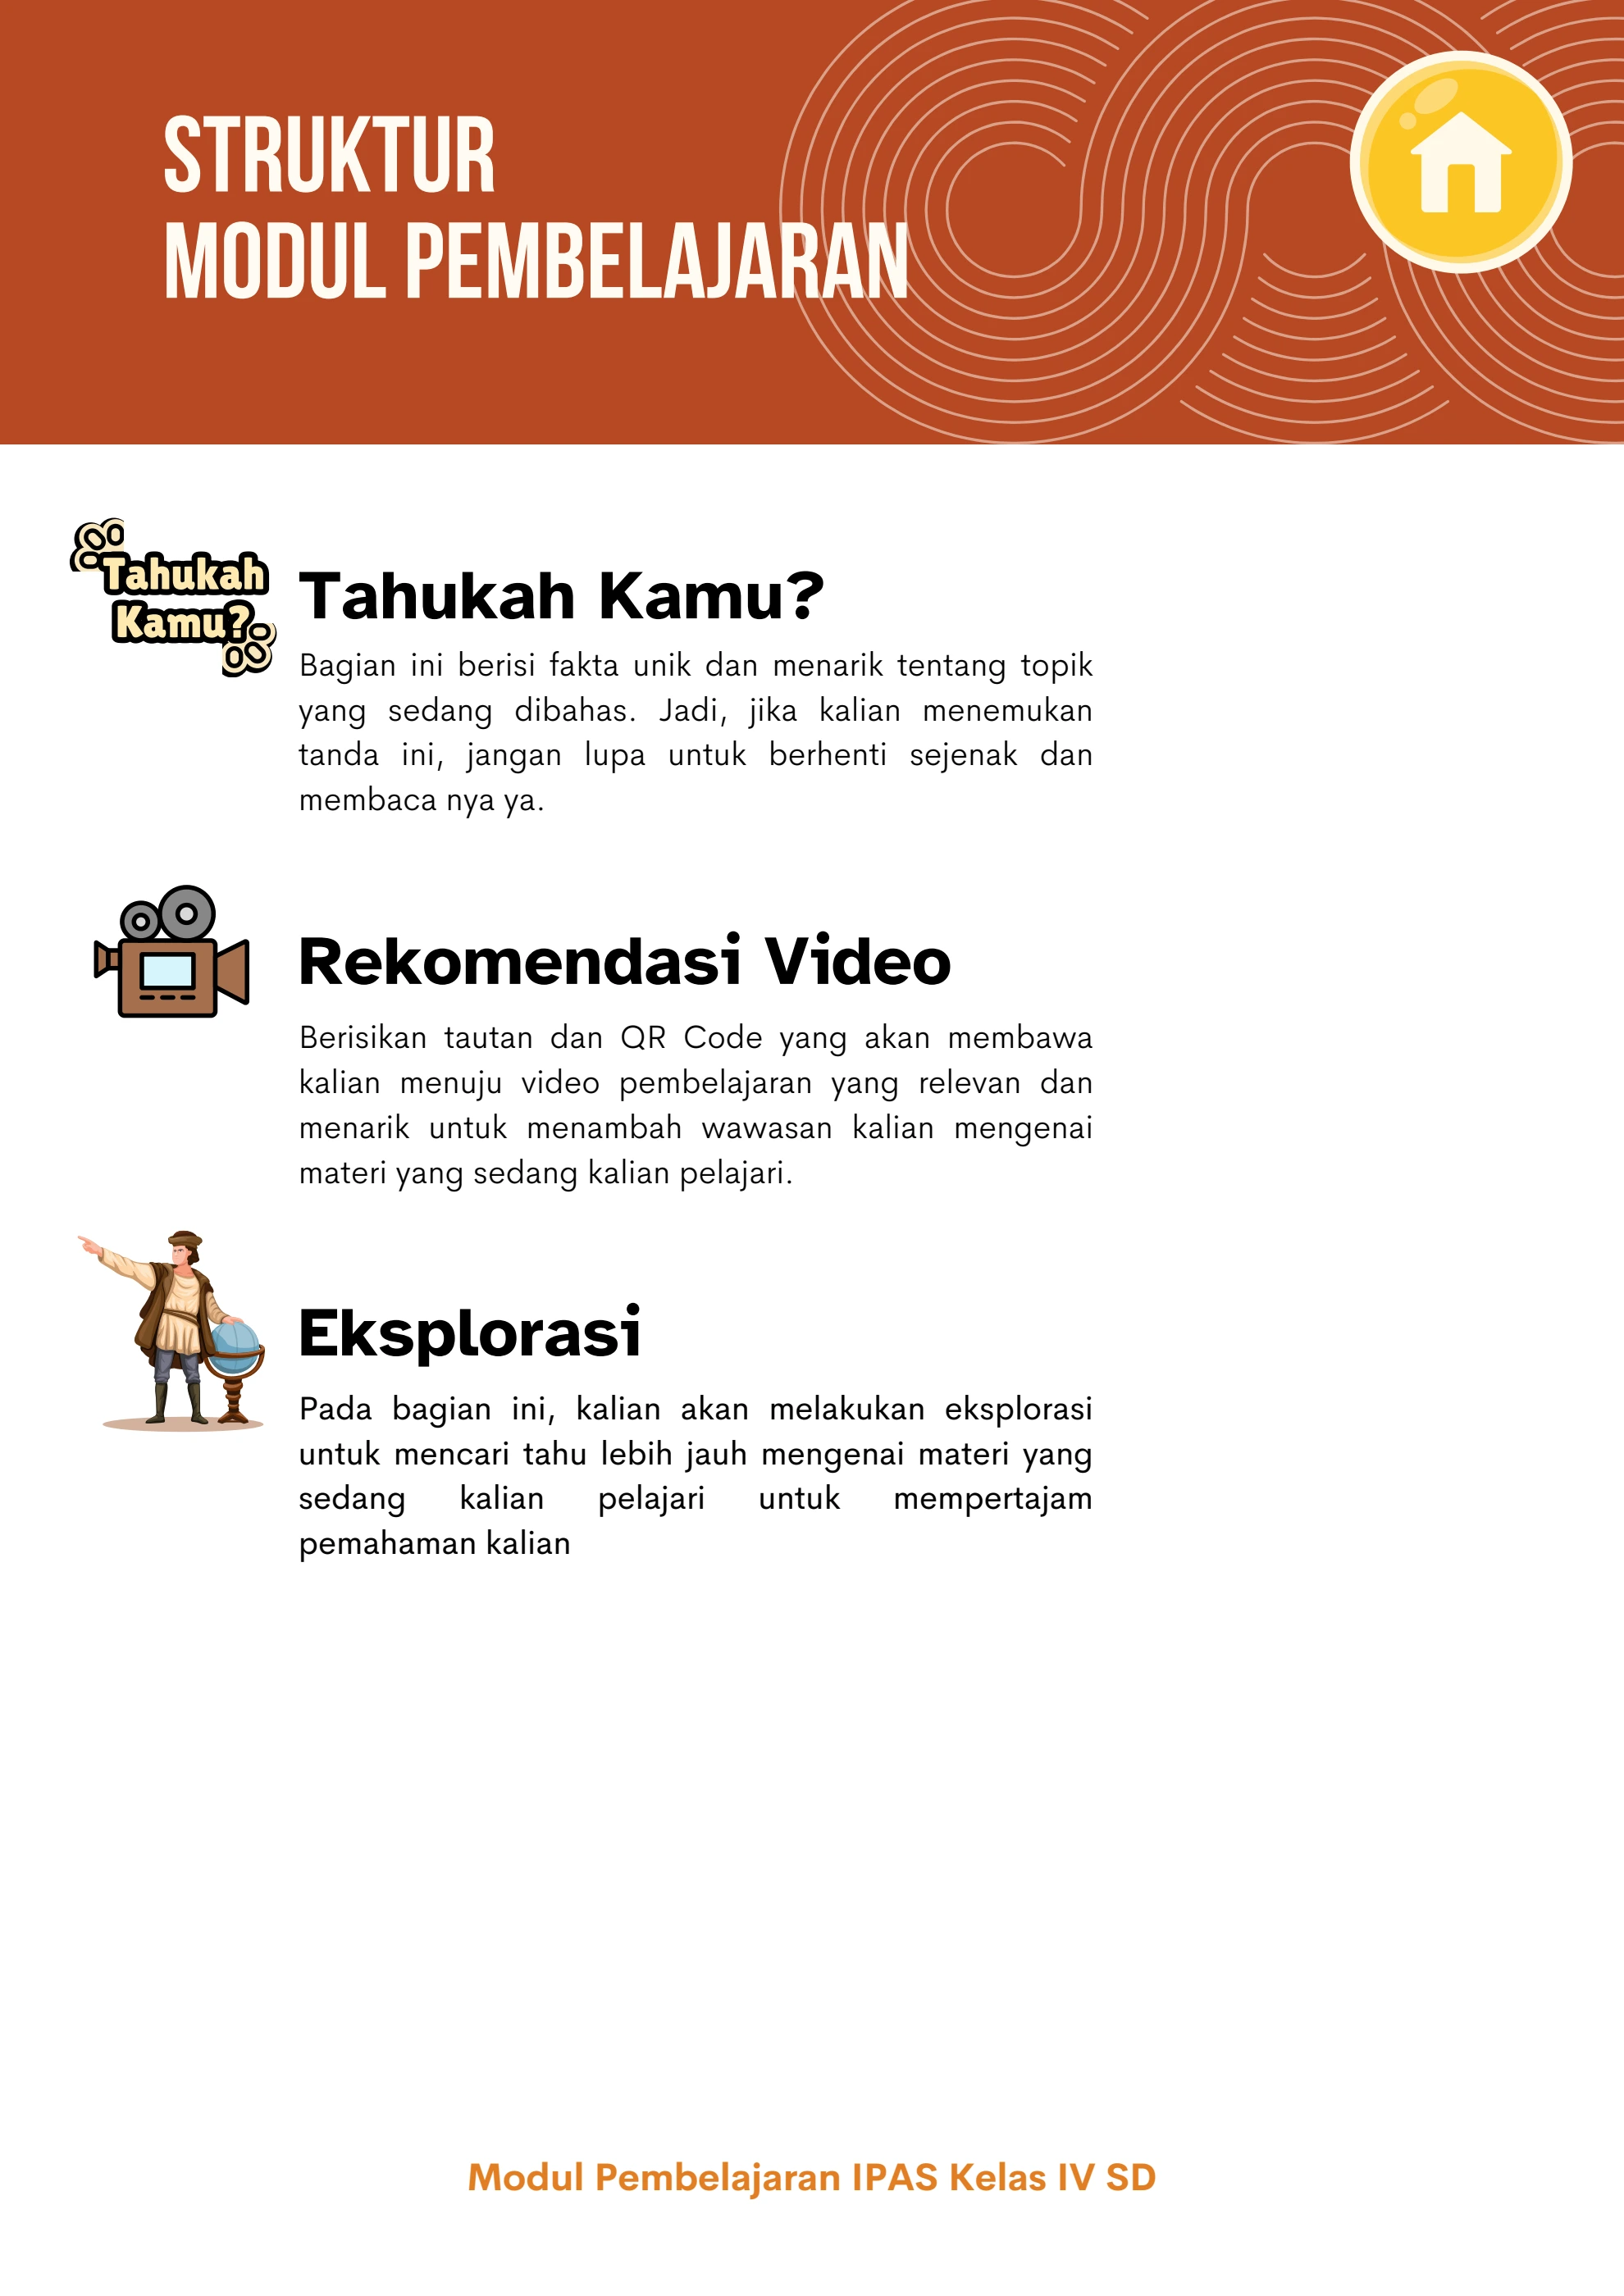 STRUKTUR
MODUL PEMBELAJARAN
Tahukah
Kamu?
Tahukah Kamu?
Bagian ini berisi fakta unik dan menarik tentang topik
yang sedang dibahas. Jadi, jika kalian menemukan
tanda ini, jangan lupa untuk berhenti sejenak dan
membaca nya ya.
Rekomendasi Video
Berisikan tautan dan QR Code yang akan membawa
kalian menuju video pembelajaran yang relevan dan
menarik untuk menambah wawasan kalian mengenai
materi yang sedang kalian pelajari.
Eksplorasi
Pada bagian ini, kalian akan melakukan eksplorasi
untuk mencari tahu lebih jauh mengenai materi yang
sedang kalian pelajari untuk mempertajam
pemahaman kalian
Modul Pembelajaran IPAS Kelas IV SD